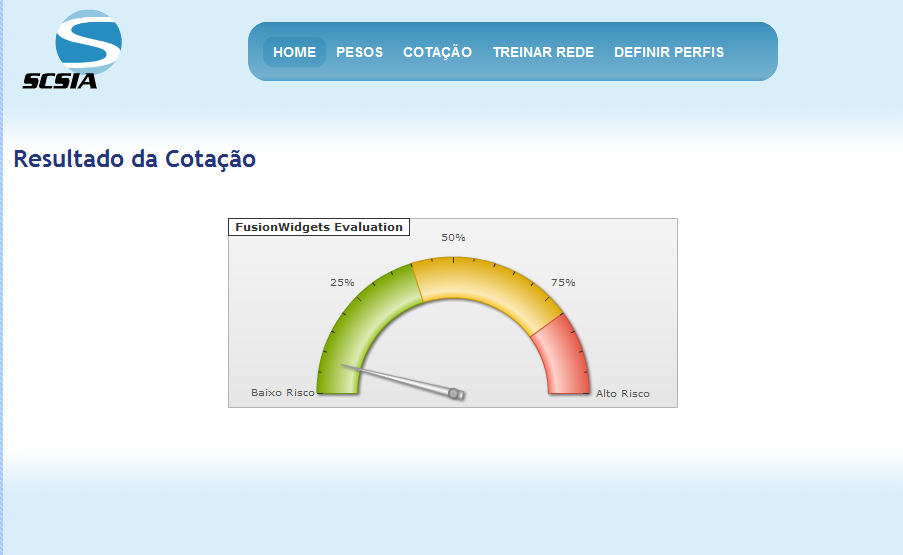 SCSIA
HOME PESOS COTAÇÃO TREINAR REDE DEFINIR PERFIS
Resultado da Cotação
FusionWidgets Evaluation
50%
25%
75%
Baixo Risco
Alto Risco